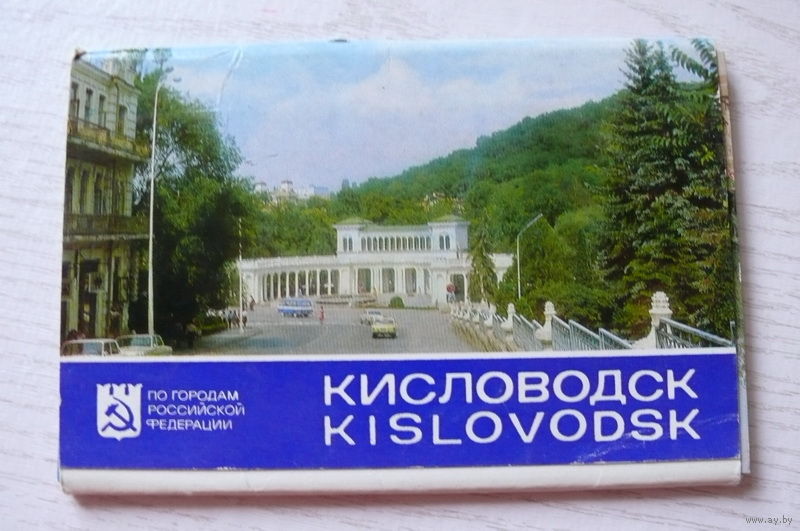 ПО ГОРОДАМ
РОССИЙСКОЙ
ФЕДЕРАЦИИ
КИСЛОВОДСК
KISLOVODSK
www.ay.by